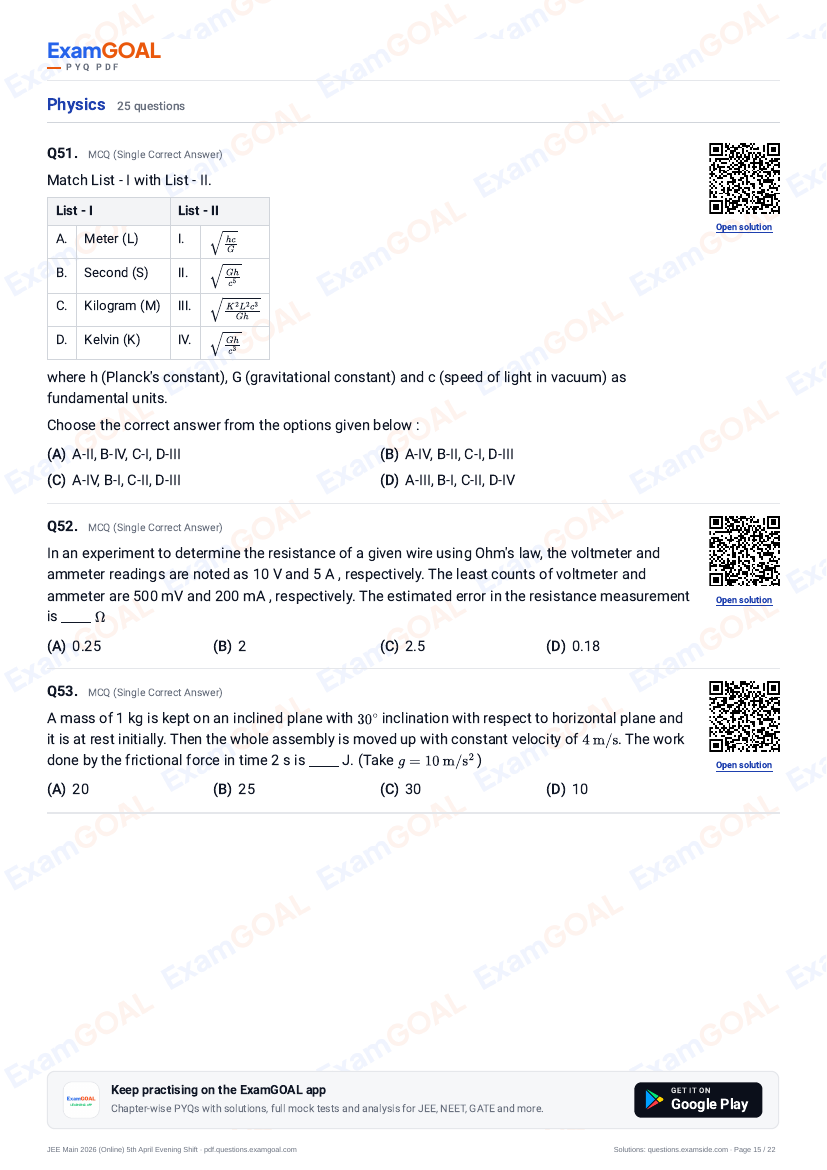 ExamGOAL
PYQ PDF
Physics 25 questions
Q51. MCQ (Single Correct Answer)
Match List - I with List - II.
List - I List - II
A. Meter (L) I. √(hc/G)
B. Second (S) II. √(Gh/c⁵)
C. Kilogram (M) III. √(K²L²c³/Gh)
D. Kelvin (K) IV. √(Gh/c³)
Open solution
where h (Planck's constant), G (gravitational constant) and c (speed of light in vacuum) as
fundamental units.
Choose the correct answer from the options given below :
(A) A-II, B-IV, C-I, D-III (B) A-IV, B-II, C-I, D-III
(C) A-IV, B-I, C-II, D-III (D) A-III, B-I, C-II, D-IV
Q52. MCQ (Single Correct Answer)
In an experiment to determine the resistance of a given wire using Ohm's law, the voltmeter and
ammeter readings are noted as 10 V and 5 A , respectively. The least counts of voltmeter and
ammeter are 500 mV and 200 mA , respectively. The estimated error in the resistance measurement
is ____ Ω
Open solution
(A) 0.25 (B) 2 (C) 2.5 (D) 0.18
Q53. MCQ (Single Correct Answer)
A mass of 1 kg is kept on an inclined plane with 30° inclination with respect to horizontal plane and
it is at rest initially. Then the whole assembly is moved up with constant velocity of 4 m/s. The work
done by the frictional force in time 2 s is ____ J. (Take g = 10 m/s² )
Open solution
(A) 20 (B) 25 (C) 30 (D) 10
Keep practising on the ExamGOAL app
Chapter-wise PYQs with solutions, full mock tests and analysis for JEE, NEET, GATE and more.
GET IT ON
Google Play
JEE Main 2026 (Online) 5th April Evening Shift · pdf.questions.examgoal.com
Solutions: questions.examside.com · Page 15 / 22